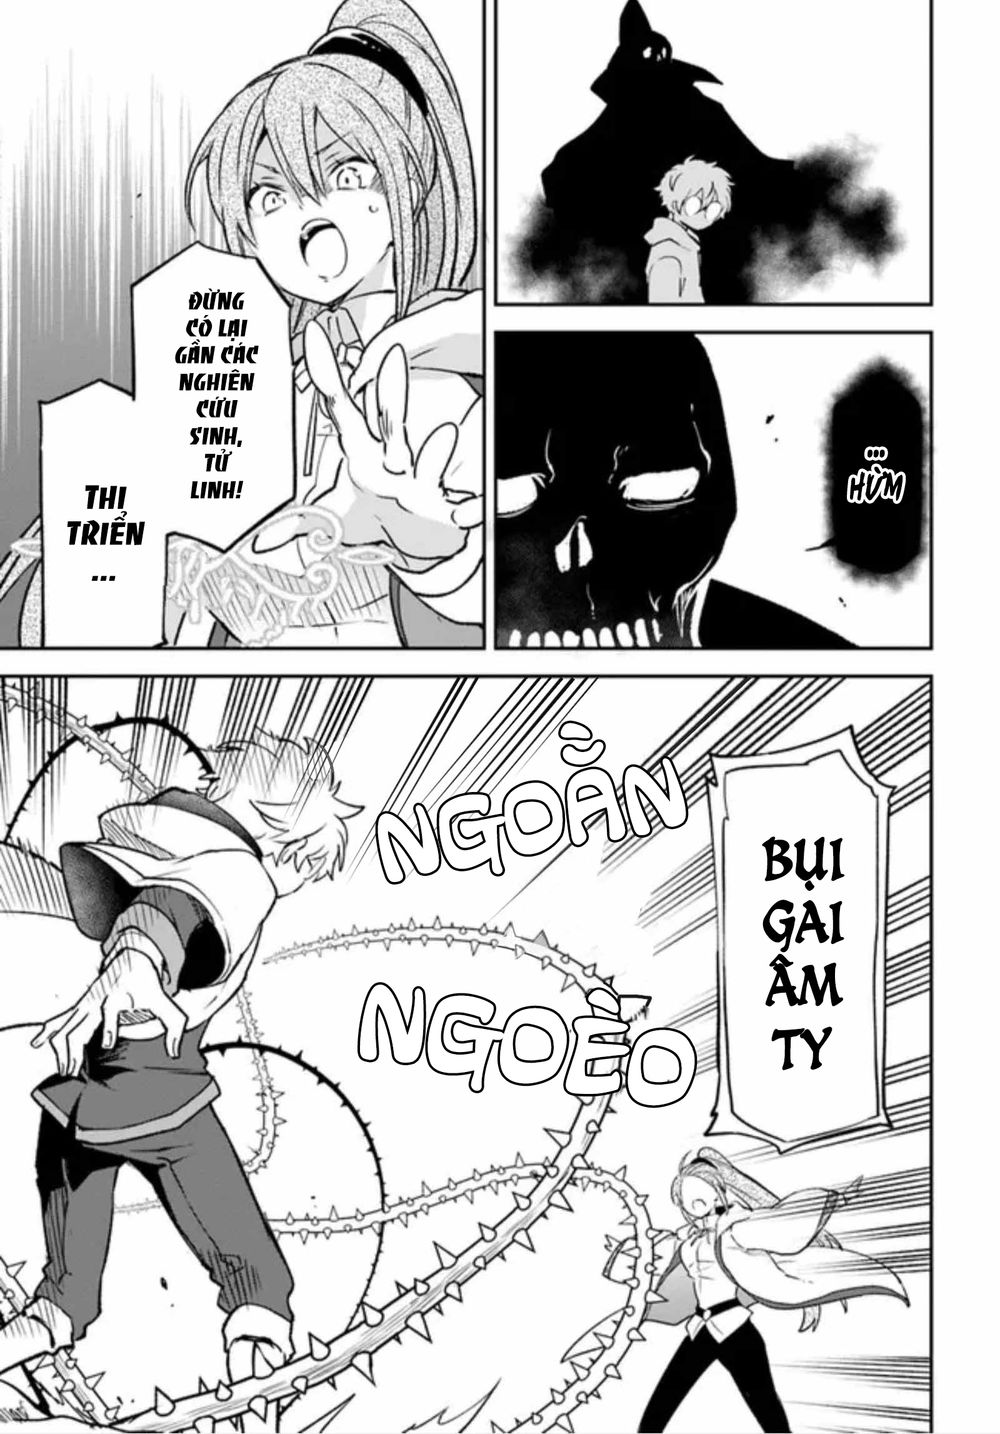 ...
HỪM
ĐỪNG
CÓ LẠI
GẦN CÁC
NGHIÊN
CỨU
SINH,
TỬ
LINH!
THI
TRIỂN
...
BỤI
GAI
ÂM
TY
NGOẰN
NGOÈO